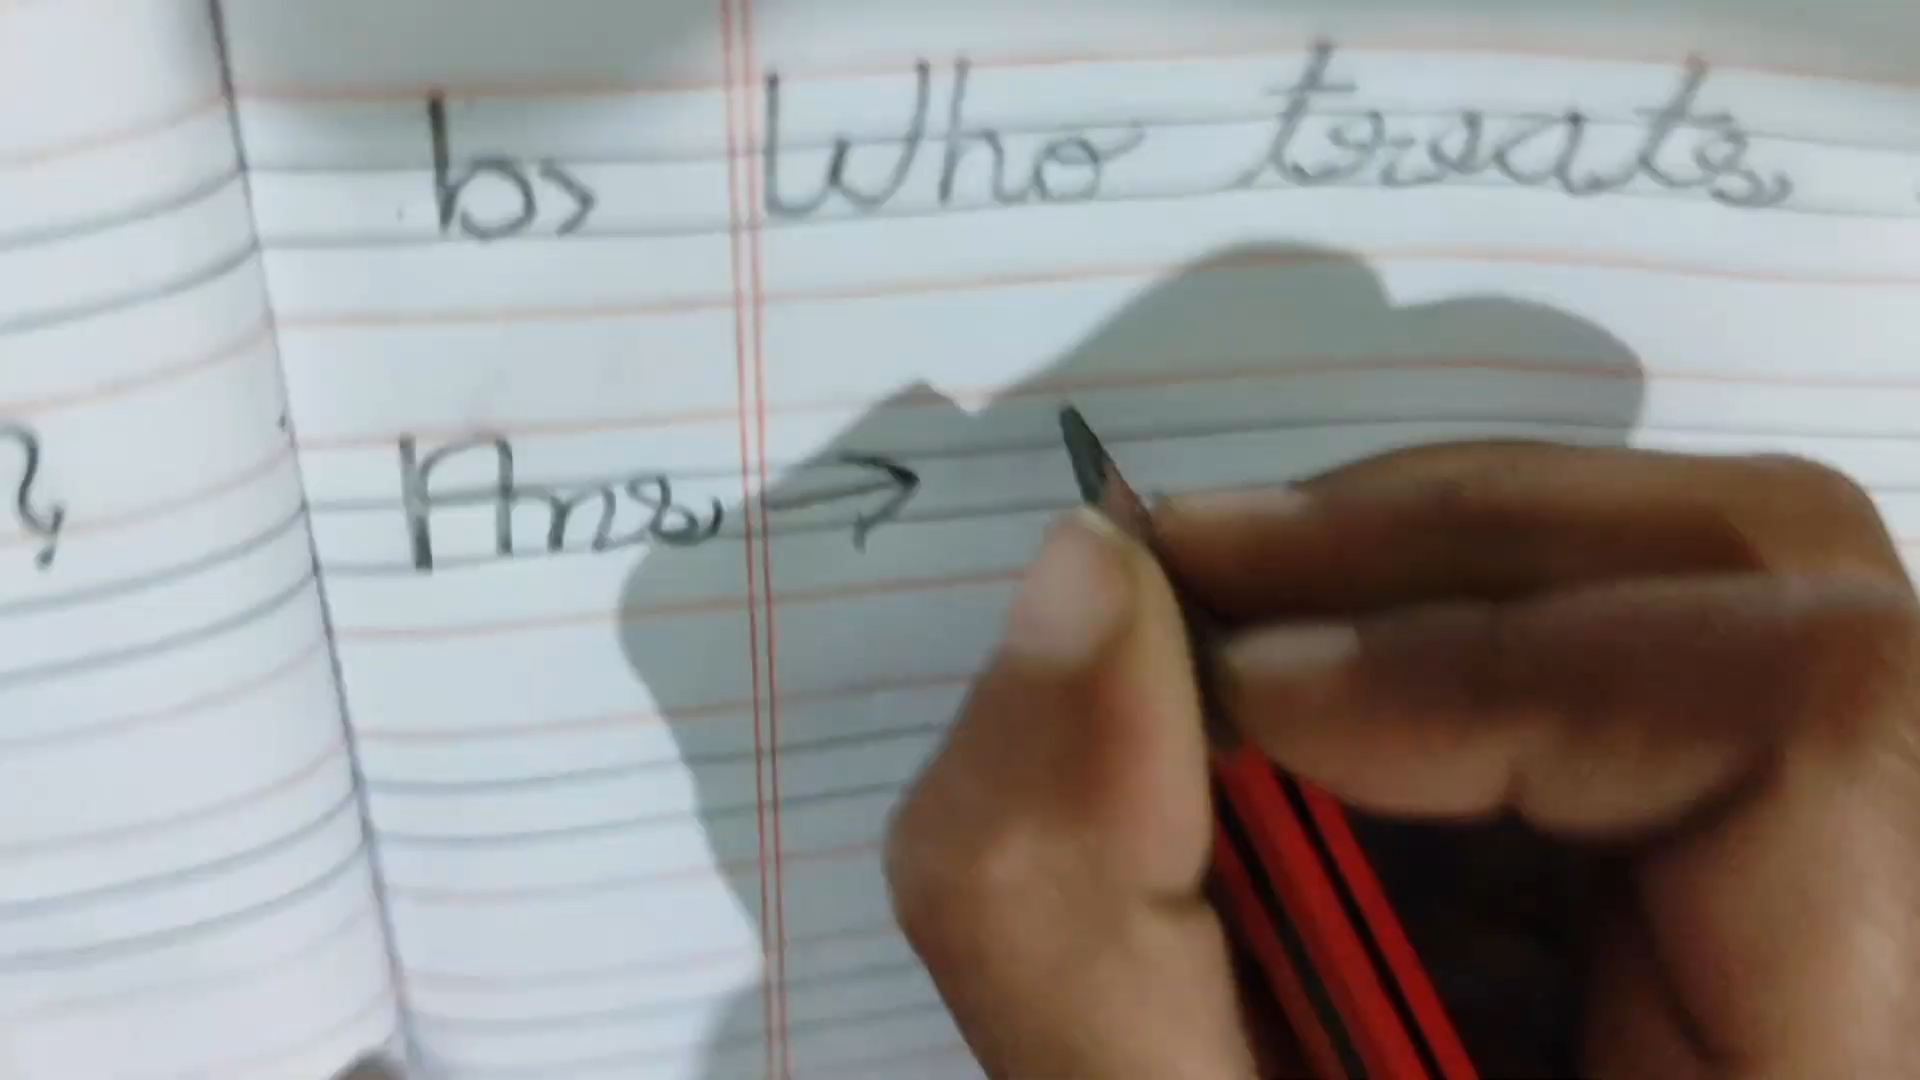 b> Who treats
?
Ans →